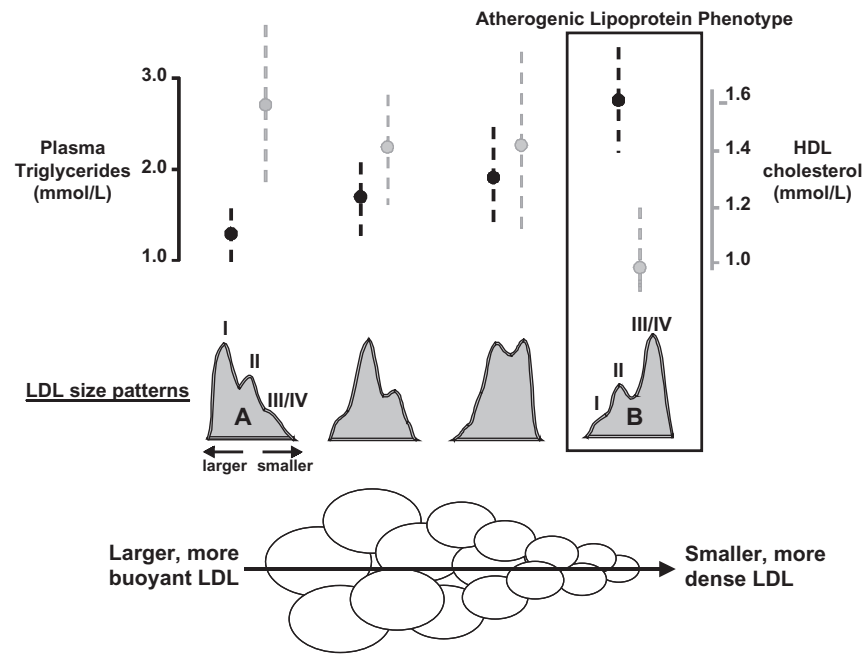 Atherogenic Lipoprotein Phenotype
3.0
2.0
1.0
Plasma
Triglycerides
(mmol/L)
1.6
1.4
1.2
1.0
HDL
cholesterol
(mmol/L)
LDL size patterns
I
II
III/IV
A
larger
smaller
I
II
III/IV
B
Larger, more
buoyant LDL
Smaller, more
dense LDL